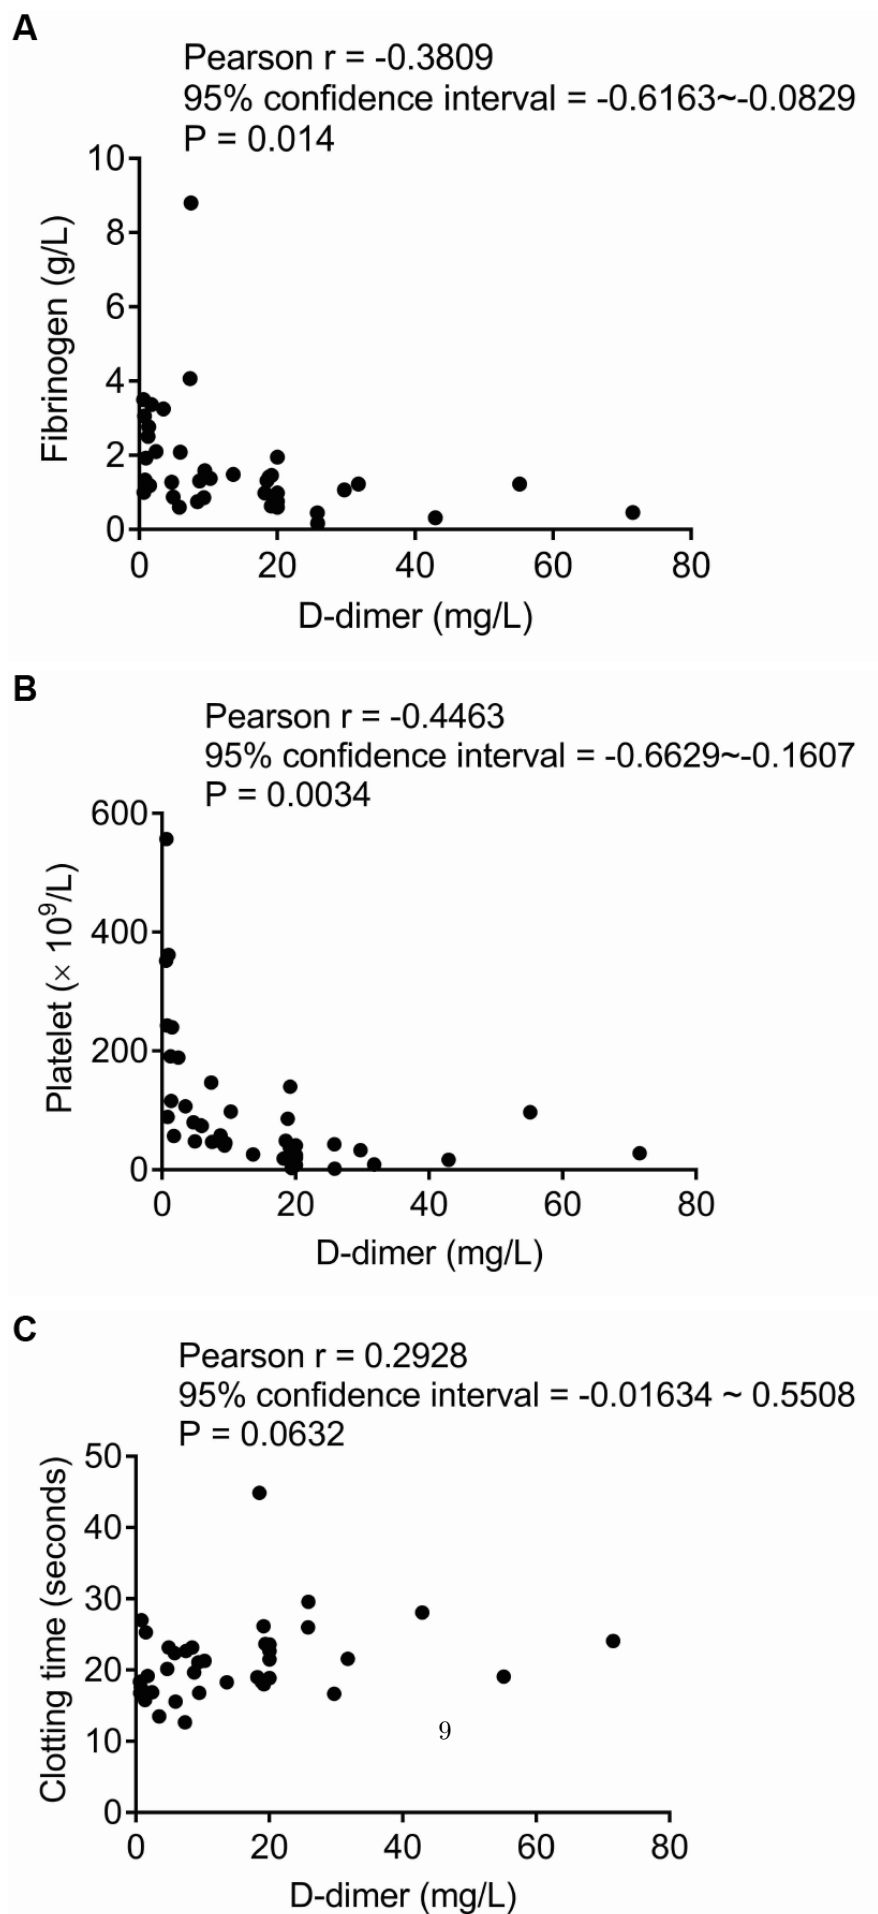 A
Pearson r = -0.3809
95% confidence interval = -0.6163~-0.0829
P = 0.014
10
8
6
4
2
0
Fibrinogen (g/L)
0 20 40 60 80
D-dimer (mg/L)
B
Pearson r = -0.4463
95% confidence interval = -0.6629~-0.1607
P = 0.0034
600
400
200
0
Platelet (× 10⁹/L)
0 20 40 60 80
D-dimer (mg/L)
C
Pearson r = 0.2928
95% confidence interval = -0.01634 ~ 0.5508
P = 0.0632
50
40
30
20
10
0
Clotting time (seconds)
9
0 20 40 60 80
D-dimer (mg/L)